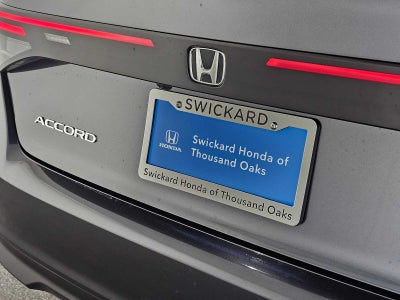 SWICKARD
ACCORD
HONDA
Swickard Honda of
Thousand Oaks
Swickard Honda of Thousand Oaks